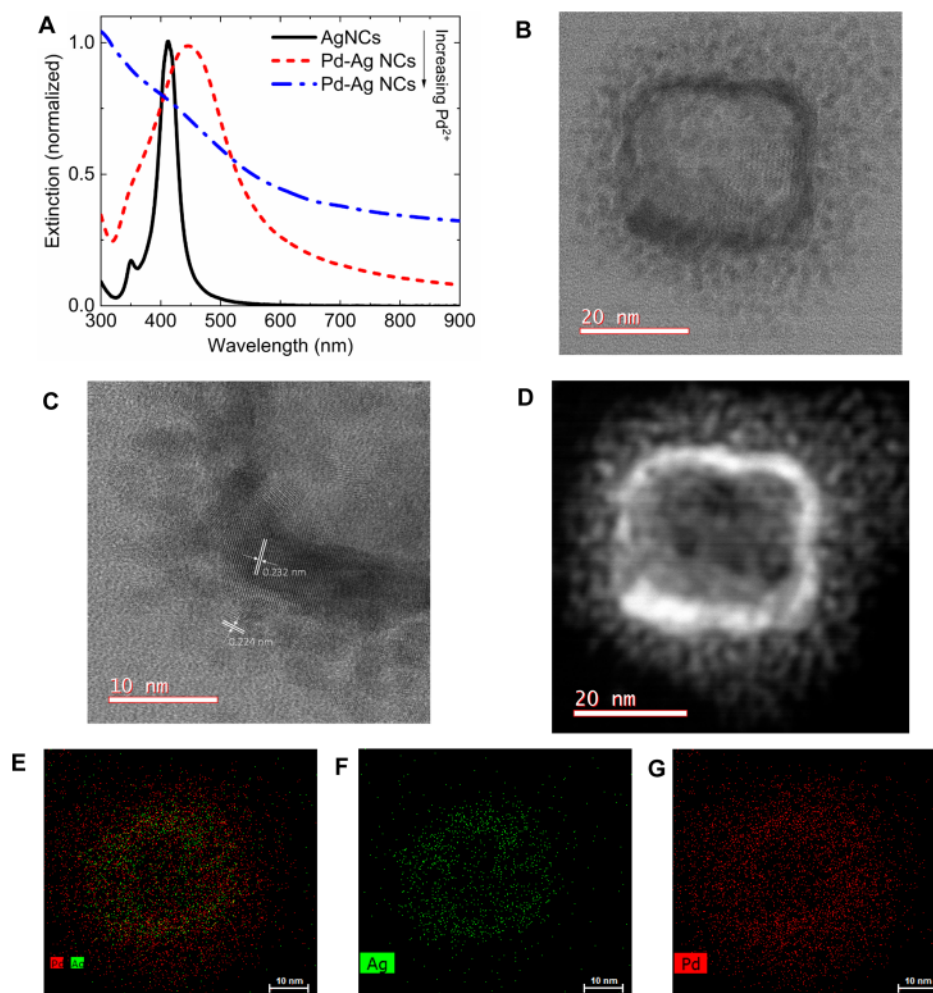 A
Extinction (normalized)
1.0
0.5
0.0
300 400 500 600 700 800 900
Wavelength (nm)
AgNCs
Pd-Ag NCs
Pd-Ag NCs
Increasing Pd²⁺
B
20 nm
C
0.232 nm
0.224 nm
10 nm
D
20 nm
E
Pd Ag
10 nm
F
Ag
10 nm
G
Pd
10 nm